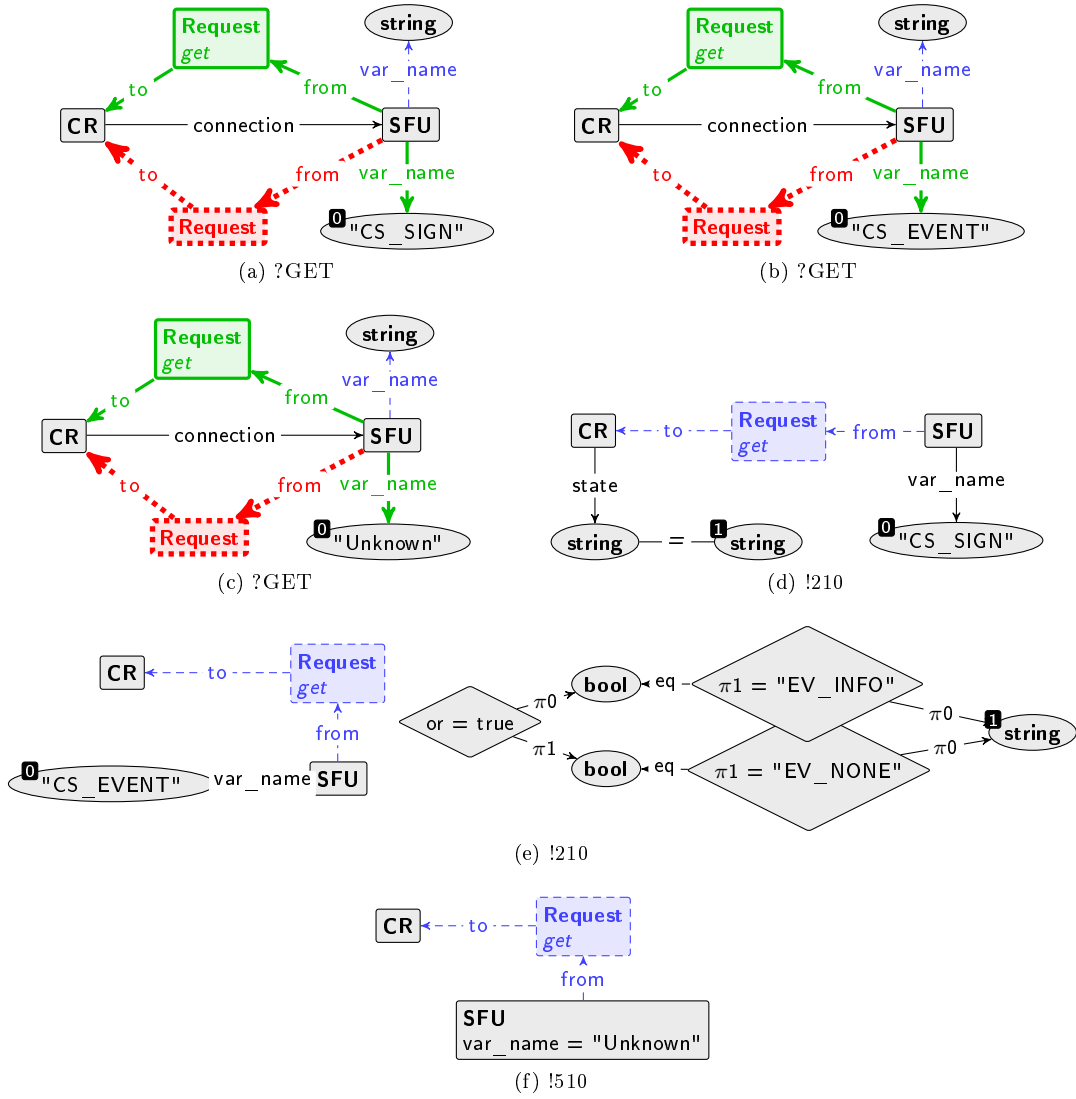 Request
get
string
to
from
var_name
CR
connection
SFU
to
from
var_name
Request
0
"CS_SIGN"
(a) ?GET
Request
get
string
to
from
var_name
CR
connection
SFU
to
from
var_name
Request
0
"CS_EVENT"
(b) ?GET
Request
get
string
to
from
var_name
CR
connection
SFU
to
from
var_name
Request
0
"Unknown"
(c) ?GET
CR
to
Request
get
from
SFU
state
var_name
string
=
1
string
0
"CS_SIGN"
(d) !210
CR
to
Request
get
from
0
"CS_EVENT"
var_name
SFU
or = true
π0
π1
bool
bool
eq
eq
π1 = "EV_INFO"
π1 = "EV_NONE"
π0
π0
1
string
(e) !210
CR
to
Request
get
from
SFU
var_name = "Unknown"
(f) !510